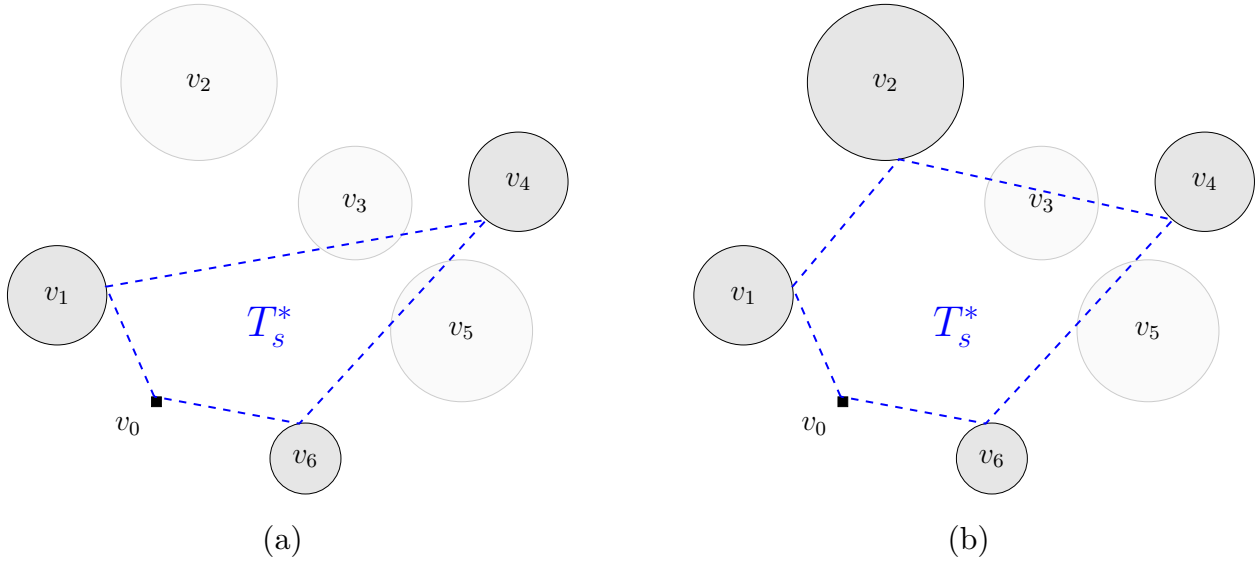 v₂
v₄
v₃
v₁
T*ₛ
v₅
v₀
v₆
(a)
v₂
v₄
v₃
v₁
T*ₛ
v₅
v₀
v₆
(b)